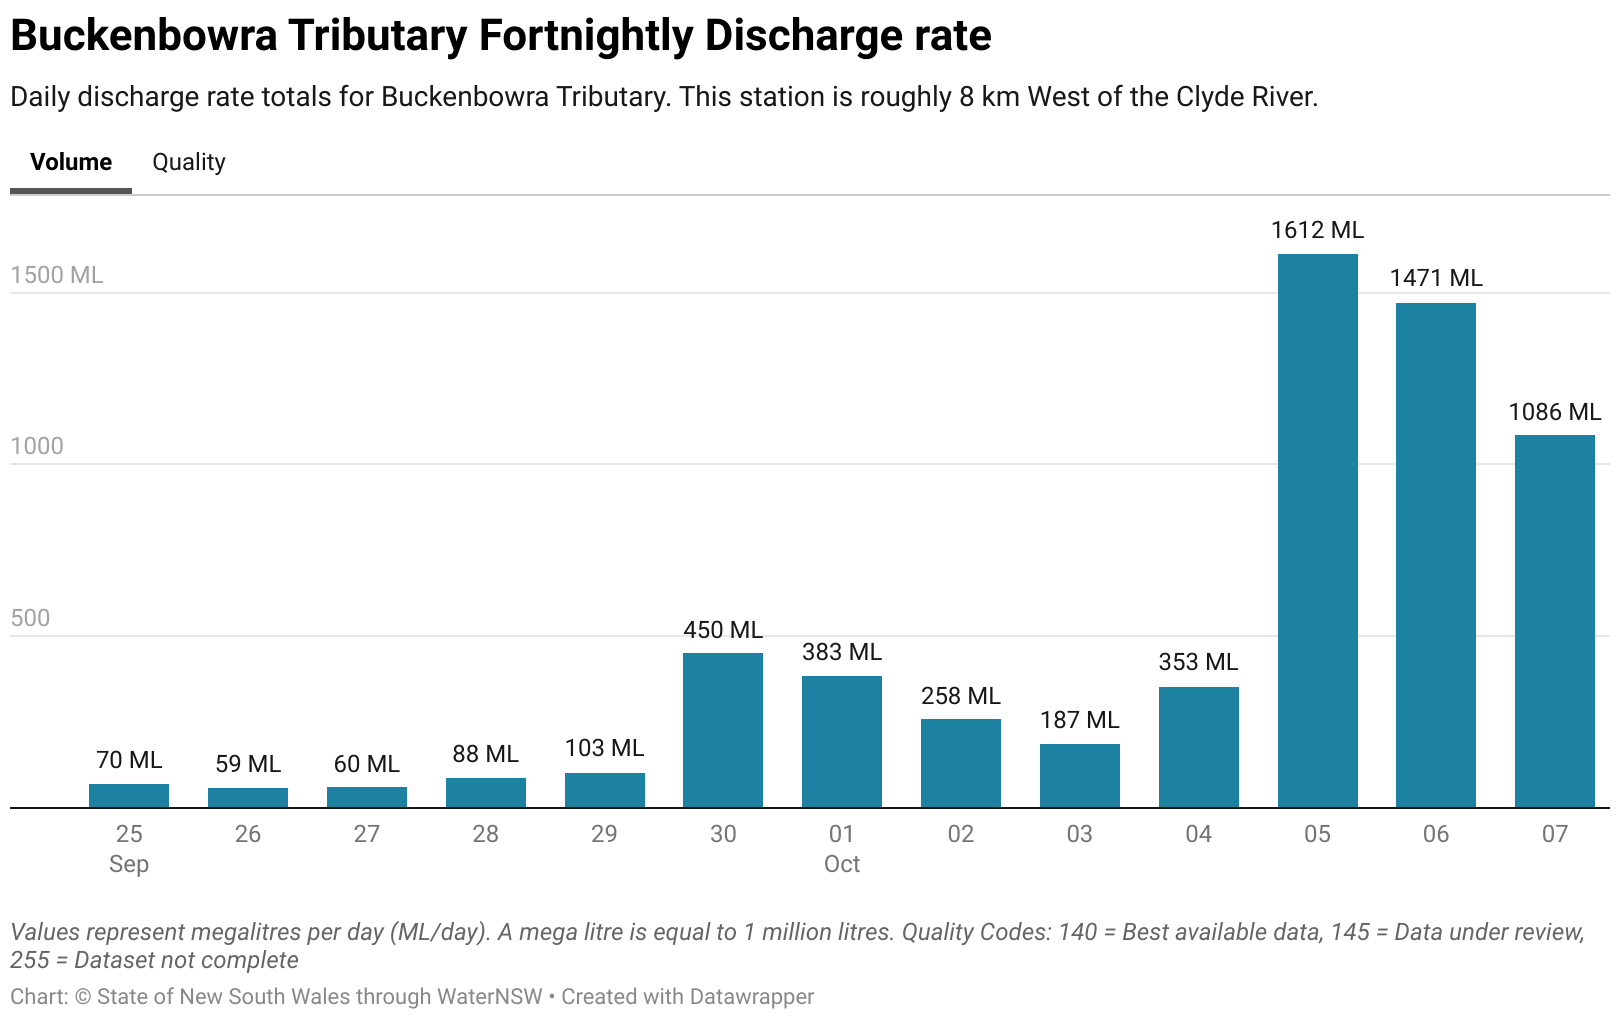 Buckenbowra Tributary Fortnightly Discharge rate
Daily discharge rate totals for Buckenbowra Tributary. This station is roughly 8 km West of the Clyde River.
Volume Quality
1500 ML
1000
500
70 ML
59 ML
60 ML
88 ML
103 ML
450 ML
383 ML
258 ML
187 ML
353 ML
1612 ML
1471 ML
1086 ML
25 26 27 28 29 30 01 02 03 04 05 06 07
Sep Oct
Values represent megalitres per day (ML/day). A mega litre is equal to 1 million litres. Quality Codes: 140 = Best available data, 145 = Data under review,
255 = Dataset not complete
Chart: © State of New South Wales through WaterNSW • Created with Datawrapper